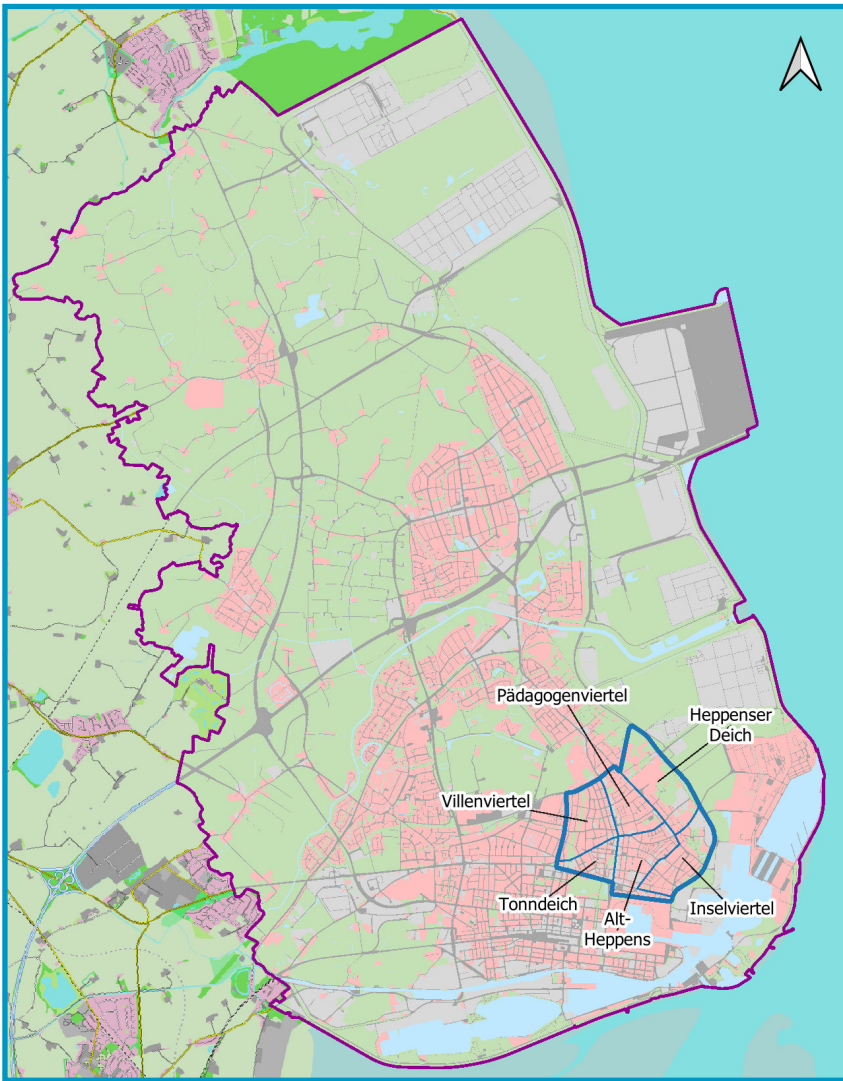 Pädagogenviertel
Heppenser
Deich
Villenviertel
Tonndeich
Alt-
Heppens
Inselviertel